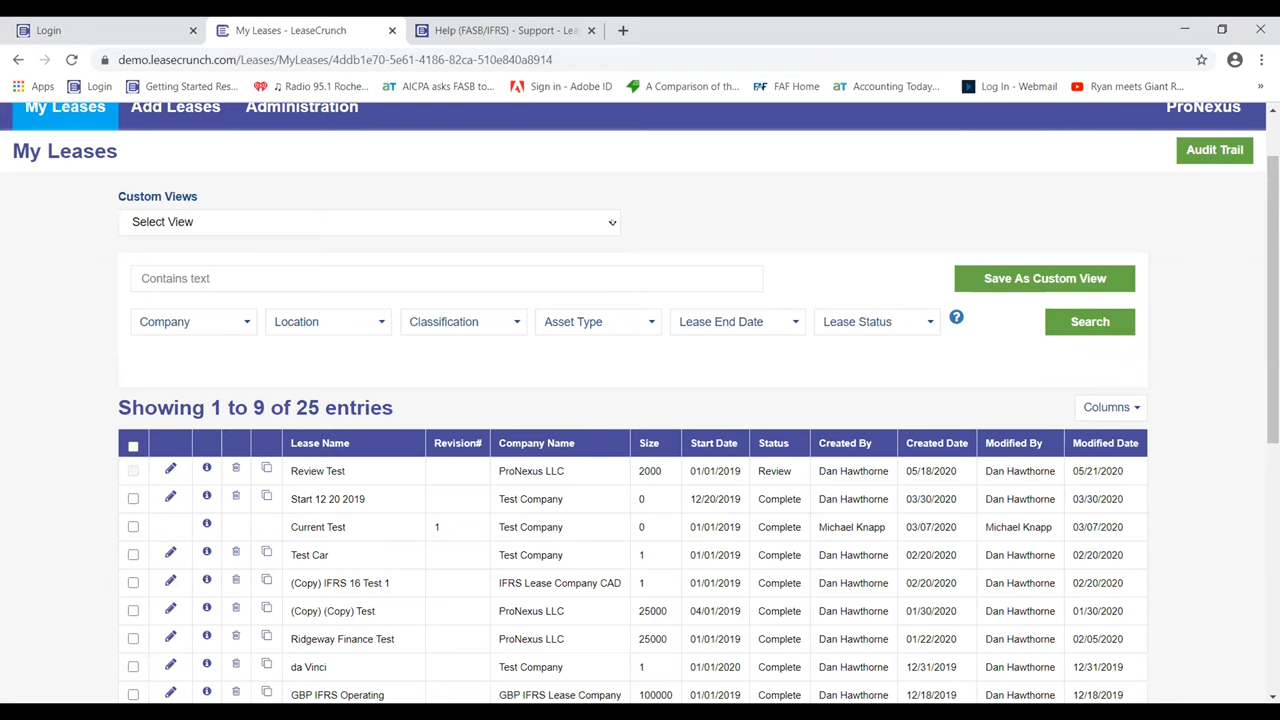 Login
My Leases - LeaseCrunch
Help (FASB/IFRS) - Support - Lea
demo.leasecrunch.com/Leases/MyLeases/4ddb1e70-5e61-4186-82ca-510e840a8914
Apps Login Getting Started Res... ♫ Radio 95.1 Roche... AICPA asks FASB to... Sign in - Adobe ID A Comparison of th... FAF Home Accounting Today... Log In - Webmail Ryan meets Giant R... »
My Leases Add Leases Administration ProNexus
My Leases Audit Trail
Custom Views
Select View
Contains text Save As Custom View
Company Location Classification Asset Type Lease End Date Lease Status ? Search
Showing 1 to 9 of 25 entries Columns
Lease Name Revision# Company Name Size Start Date Status Created By Created Date Modified By Modified Date
Review Test ProNexus LLC 2000 01/01/2019 Review Dan Hawthorne 05/18/2020 Dan Hawthorne 05/21/2020
Start 12 20 2019 Test Company 0 12/20/2019 Complete Dan Hawthorne 03/30/2020 Dan Hawthorne 03/30/2020
Current Test 1 Test Company 0 01/01/2019 Complete Michael Knapp 03/07/2020 Michael Knapp 03/07/2020
Test Car Test Company 1 01/01/2019 Complete Dan Hawthorne 02/20/2020 Dan Hawthorne 02/20/2020
(Copy) IFRS 16 Test 1 IFRS Lease Company CAD 1 01/01/2019 Complete Dan Hawthorne 02/20/2020 Dan Hawthorne 02/20/2020
(Copy) (Copy) Test ProNexus LLC 25000 04/01/2019 Complete Dan Hawthorne 01/30/2020 Dan Hawthorne 01/30/2020
Ridgeway Finance Test ProNexus LLC 25000 01/01/2019 Complete Dan Hawthorne 01/22/2020 Dan Hawthorne 02/05/2020
da Vinci Test Company 1 01/01/2020 Complete Dan Hawthorne 12/31/2019 Dan Hawthorne 12/31/2019
GBP IFRS Operating GBP IFRS Lease Company 100000 01/01/2019 Complete Dan Hawthorne 12/18/2019 Dan Hawthorne 12/18/2019